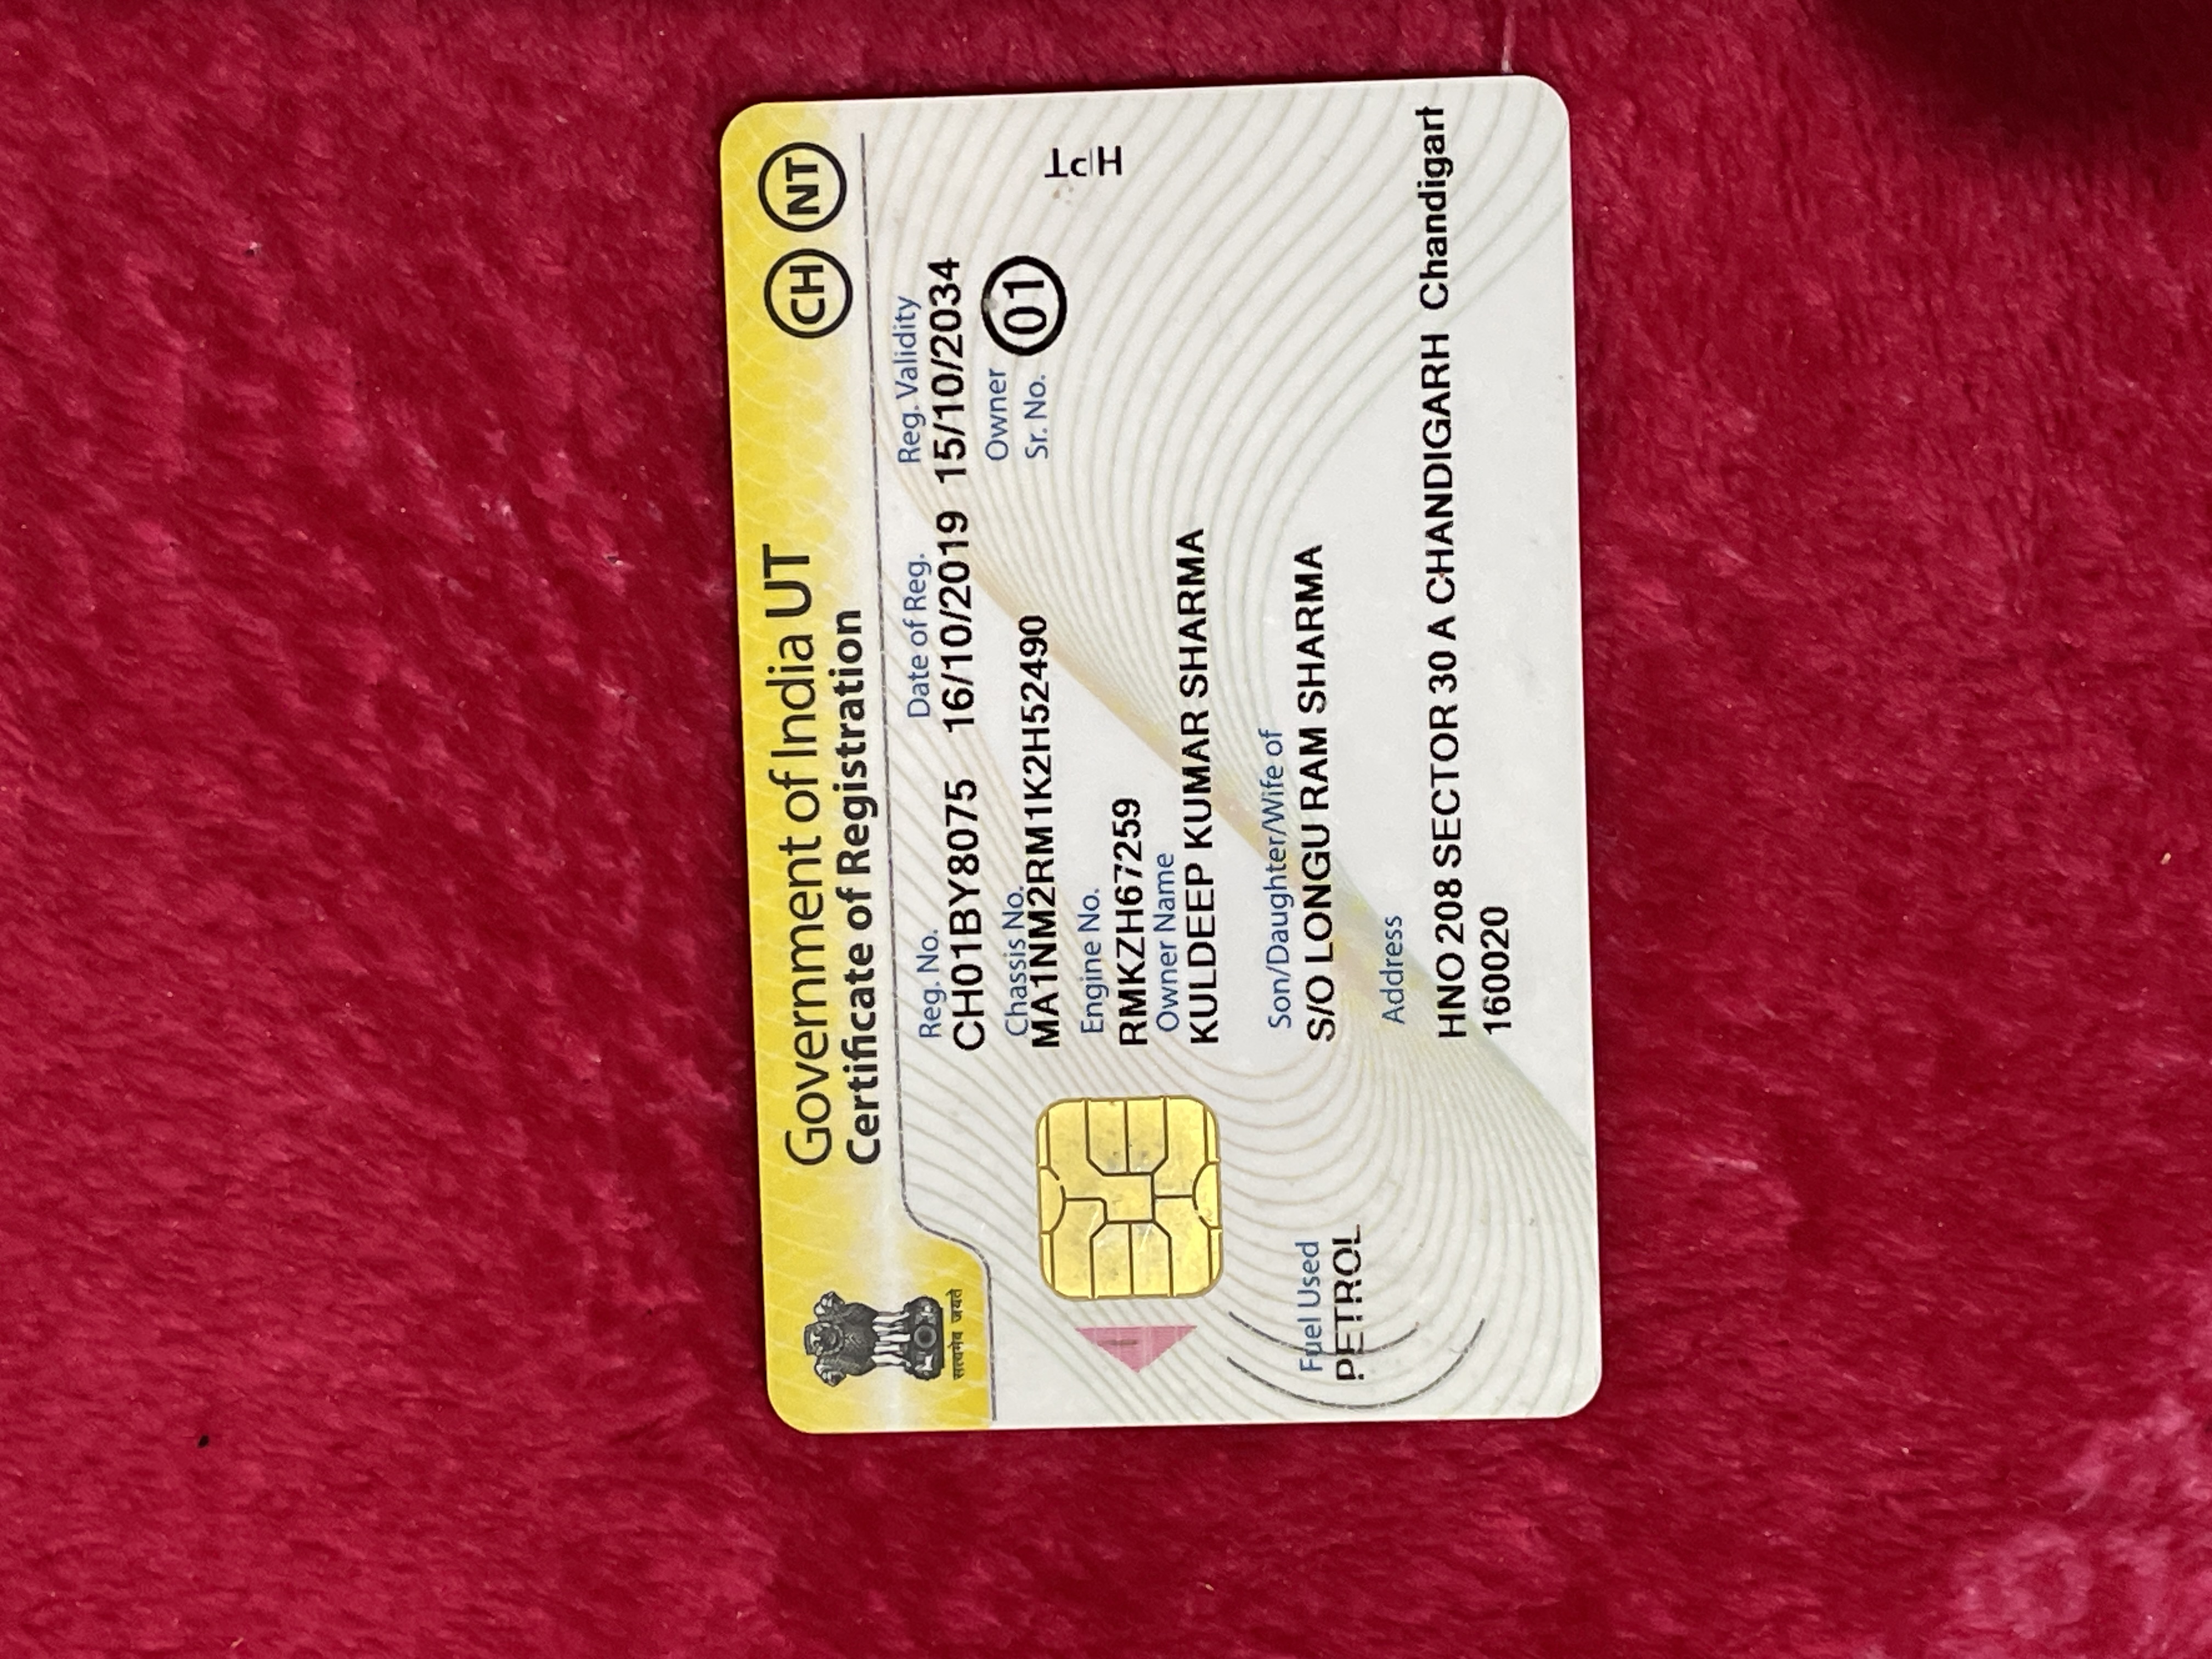 Government of India UT
Certificate of Registration
CH NT
सत्यमेव जयते
Reg. No. Date of Reg. Reg. Validity
CH01BY8075 16/10/2019 15/10/2034
Chassis No. Owner
MA1NM2RM1K2H52490 Sr. No. 01
Engine No.
RMKZH67259
Owner Name
KULDEEP KUMAR SHARMA
Son/Daughter/Wife of
Fuel Used S/O LONGU RAM SHARMA
PETROL
Address
HNO 208 SECTOR 30 A CHANDIGARH Chandigarh
160020